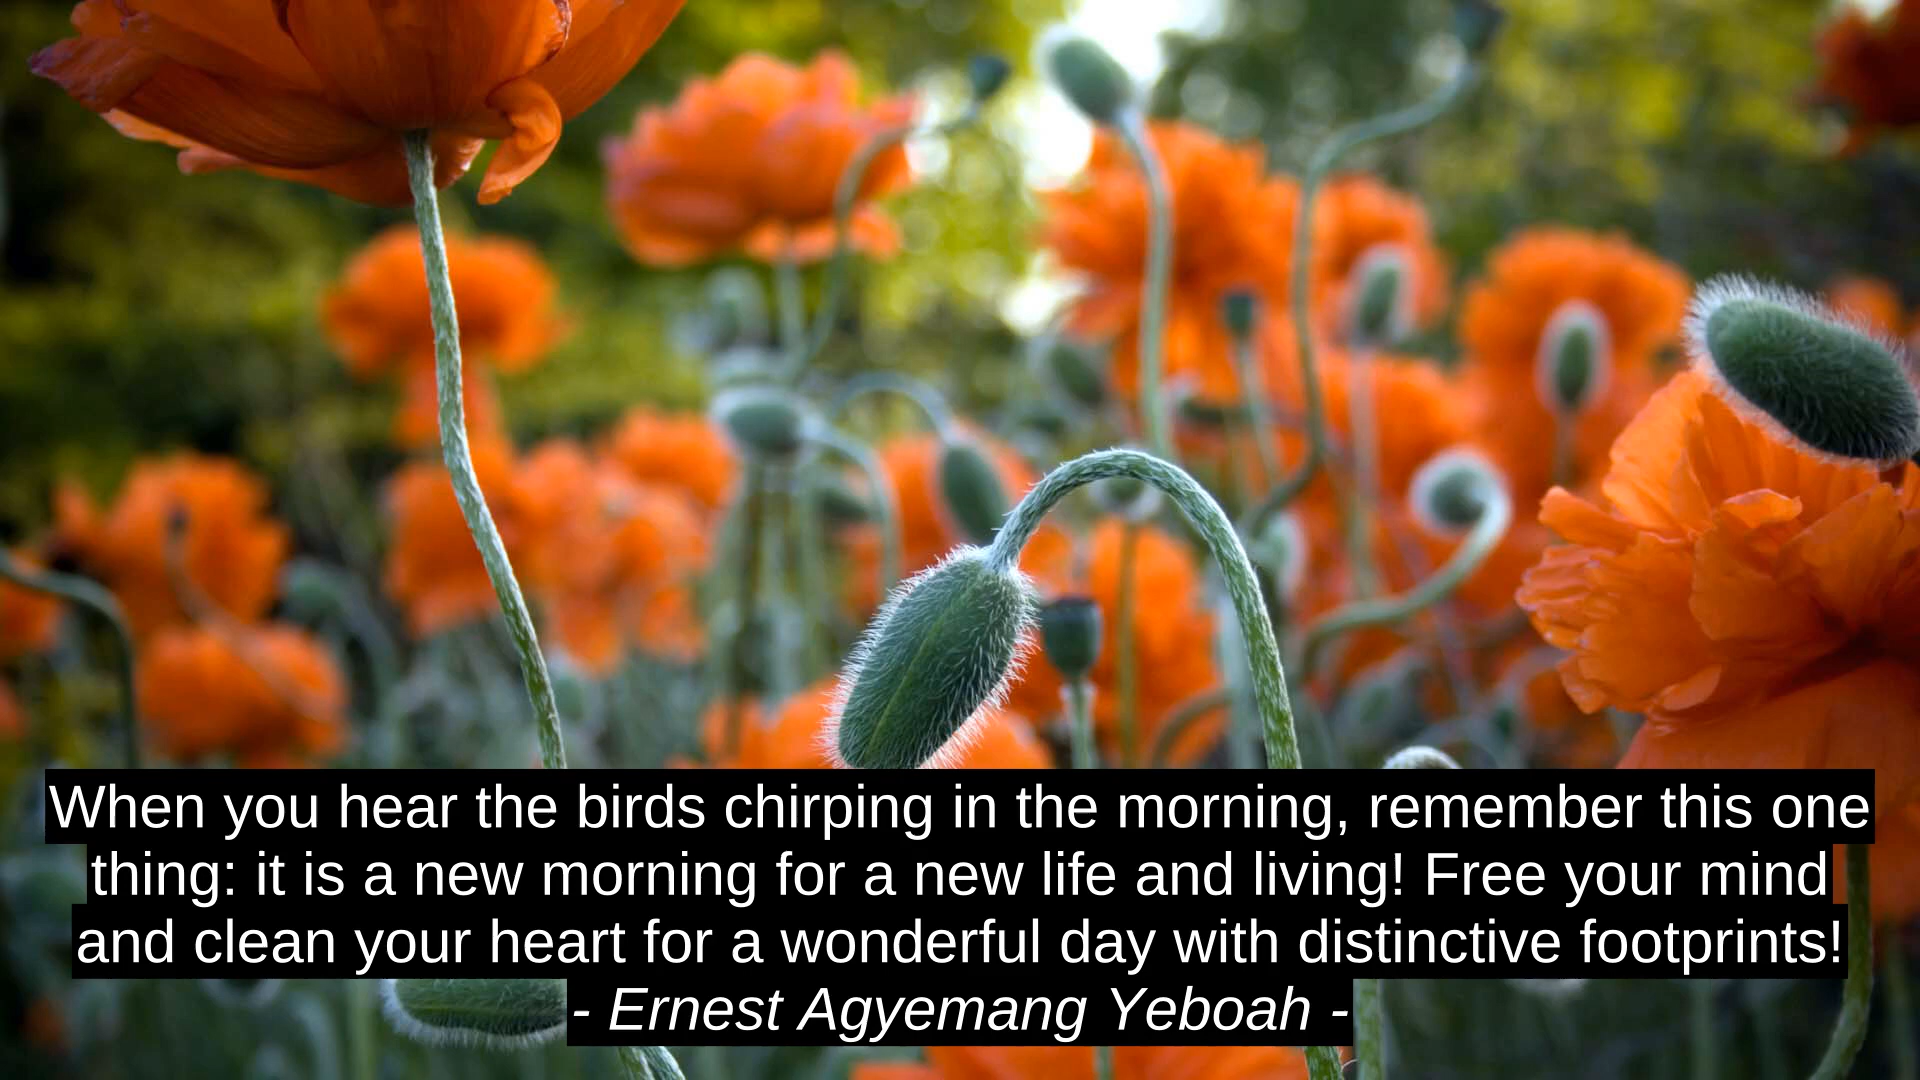 When you hear the birds chirping in the morning, remember this one
thing: it is a new morning for a new life and living! Free your mind
and clean your heart for a wonderful day with distinctive footprints!
- Ernest Agyemang Yeboah -